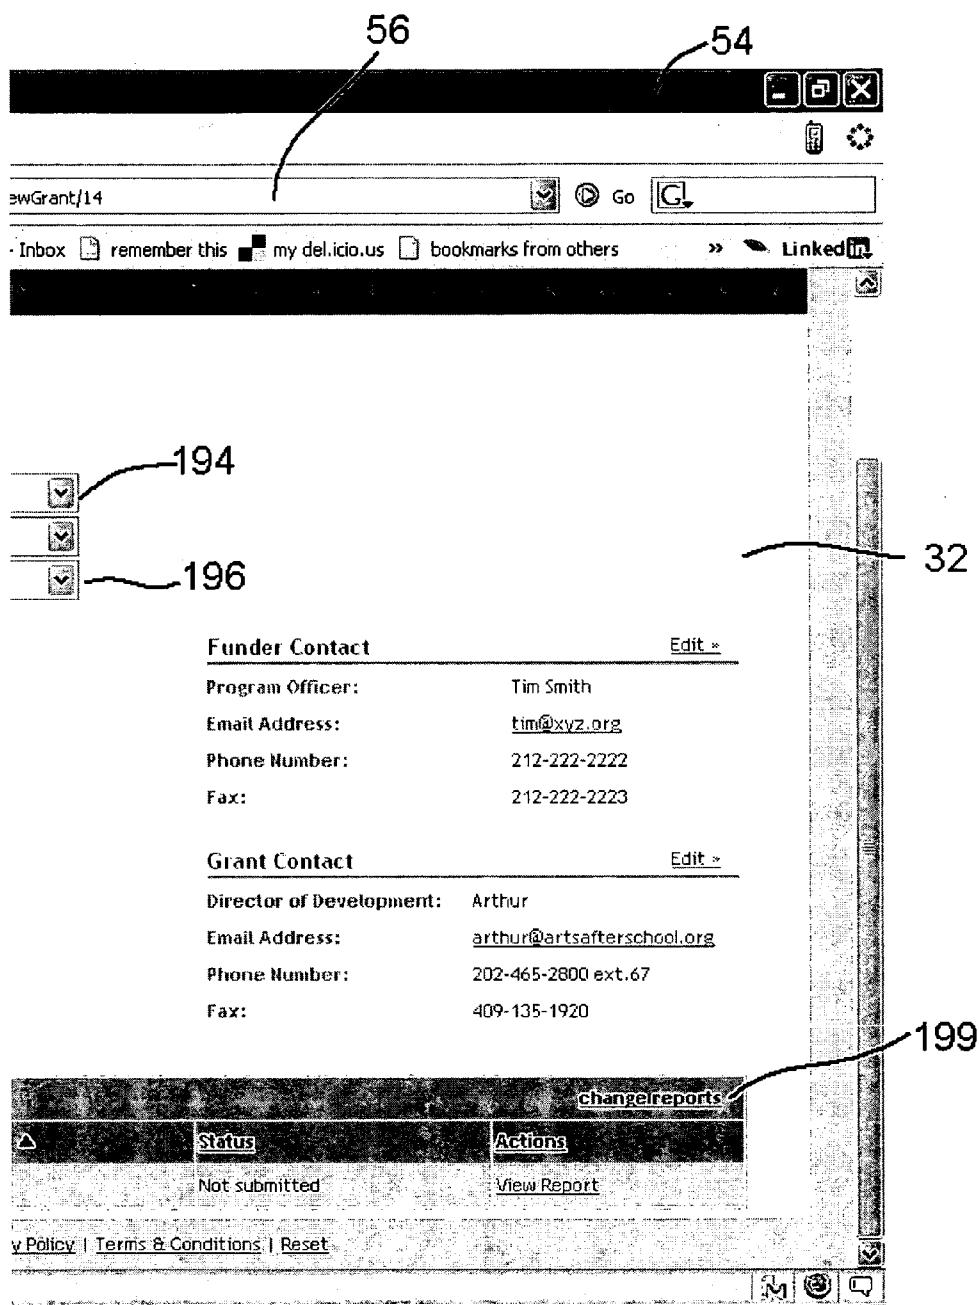 56
54
ewGrant/14
Go
G
- Inbox remember this my del.icio.us bookmarks from others » Linkedin
194
196
32
Funder Contact Edit »
Program Officer: Tim Smith
Email Address: tim@xyz.org
Phone Number: 212-222-2222
Fax: 212-222-2223
Grant Contact Edit »
Director of Development: Arthur
Email Address: arthur@artsafterschool.org
Phone Number: 202-465-2800 ext.67
Fax: 409-135-1920
199
change reports
Status Actions
Not submitted View Report
y Policy | Terms & Conditions | Reset
M